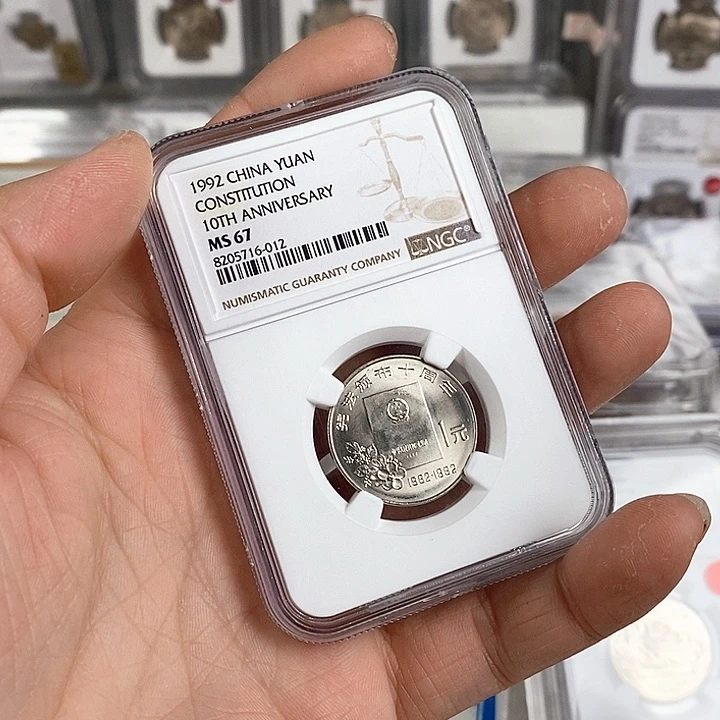 1992 CHINA YUAN
CONSTITUTION
10TH ANNIVERSARY
MS 67
8205716-012
NGC®
NUMISMATIC GUARANTY COMPANY
宪法颁布十周年
1元
1982-1992